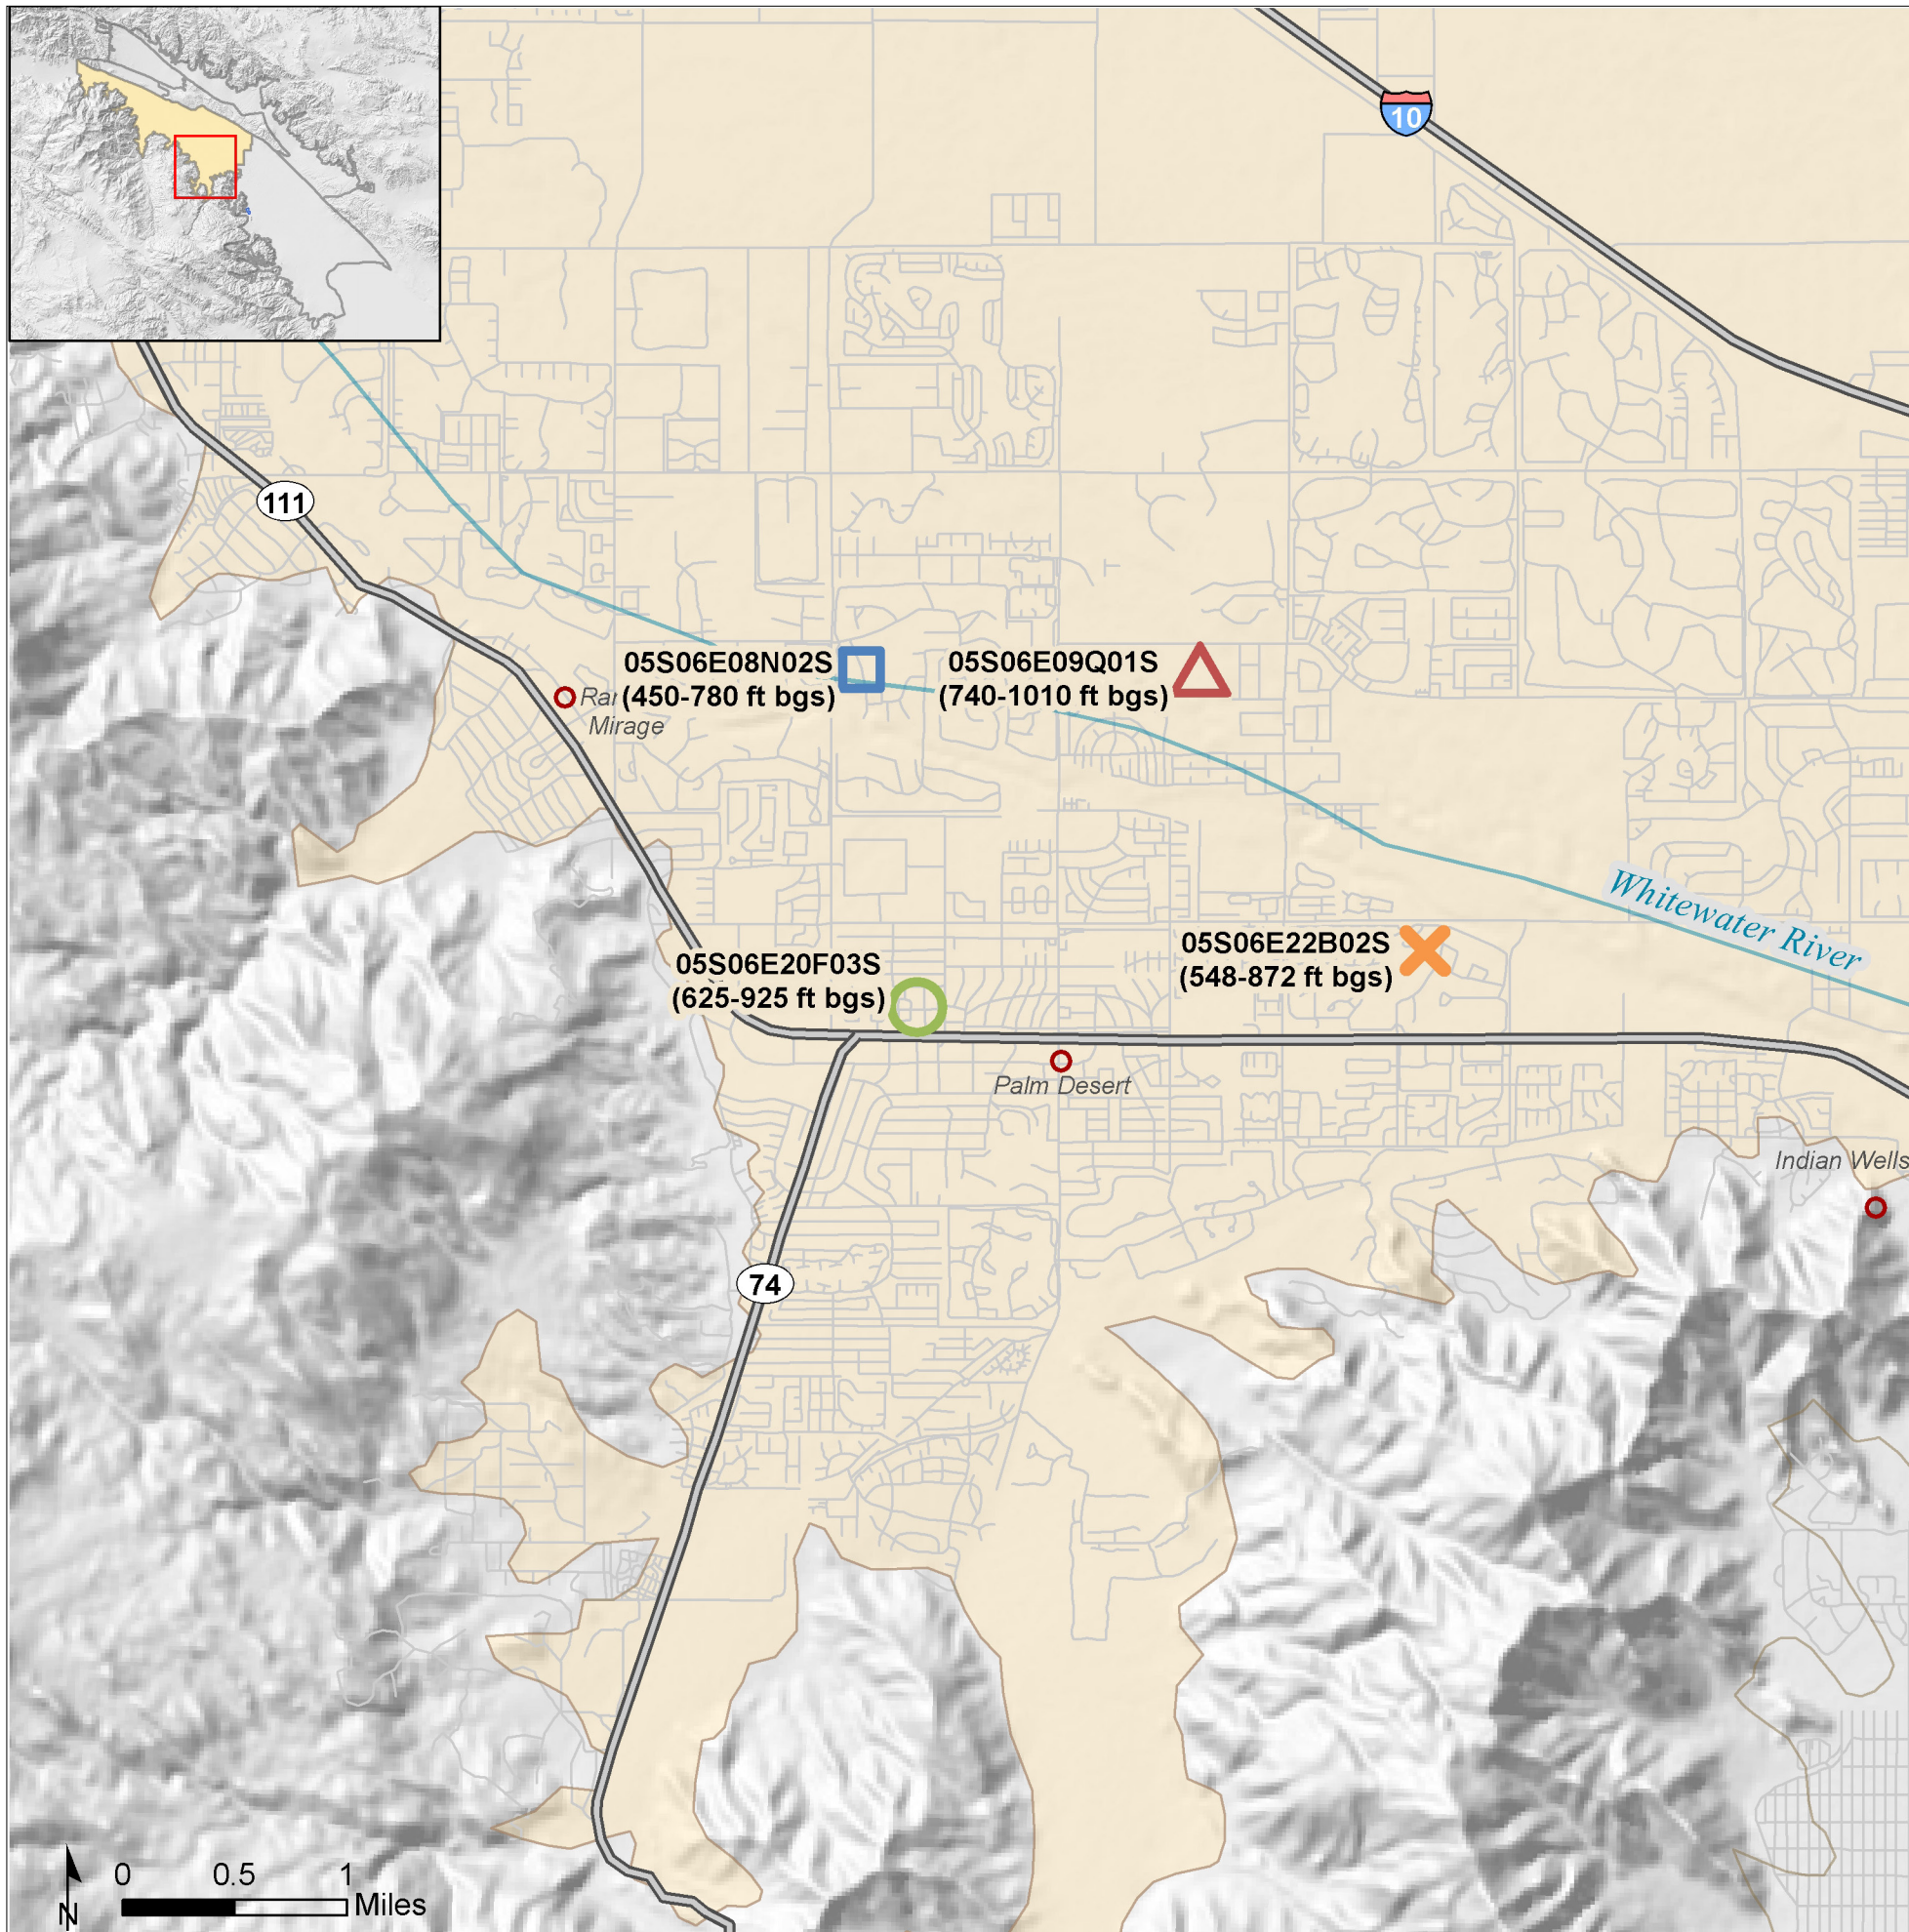 10
111
05S06E08N02S
(450-780 ft bgs)
05S06E09Q01S
(740-1010 ft bgs)
Mirage
Whitewater River
05S06E20F03S
(625-925 ft bgs)
05S06E22B02S
(548-872 ft bgs)
Palm Desert
Indian Wells
74
0 0.5 1
Miles
N